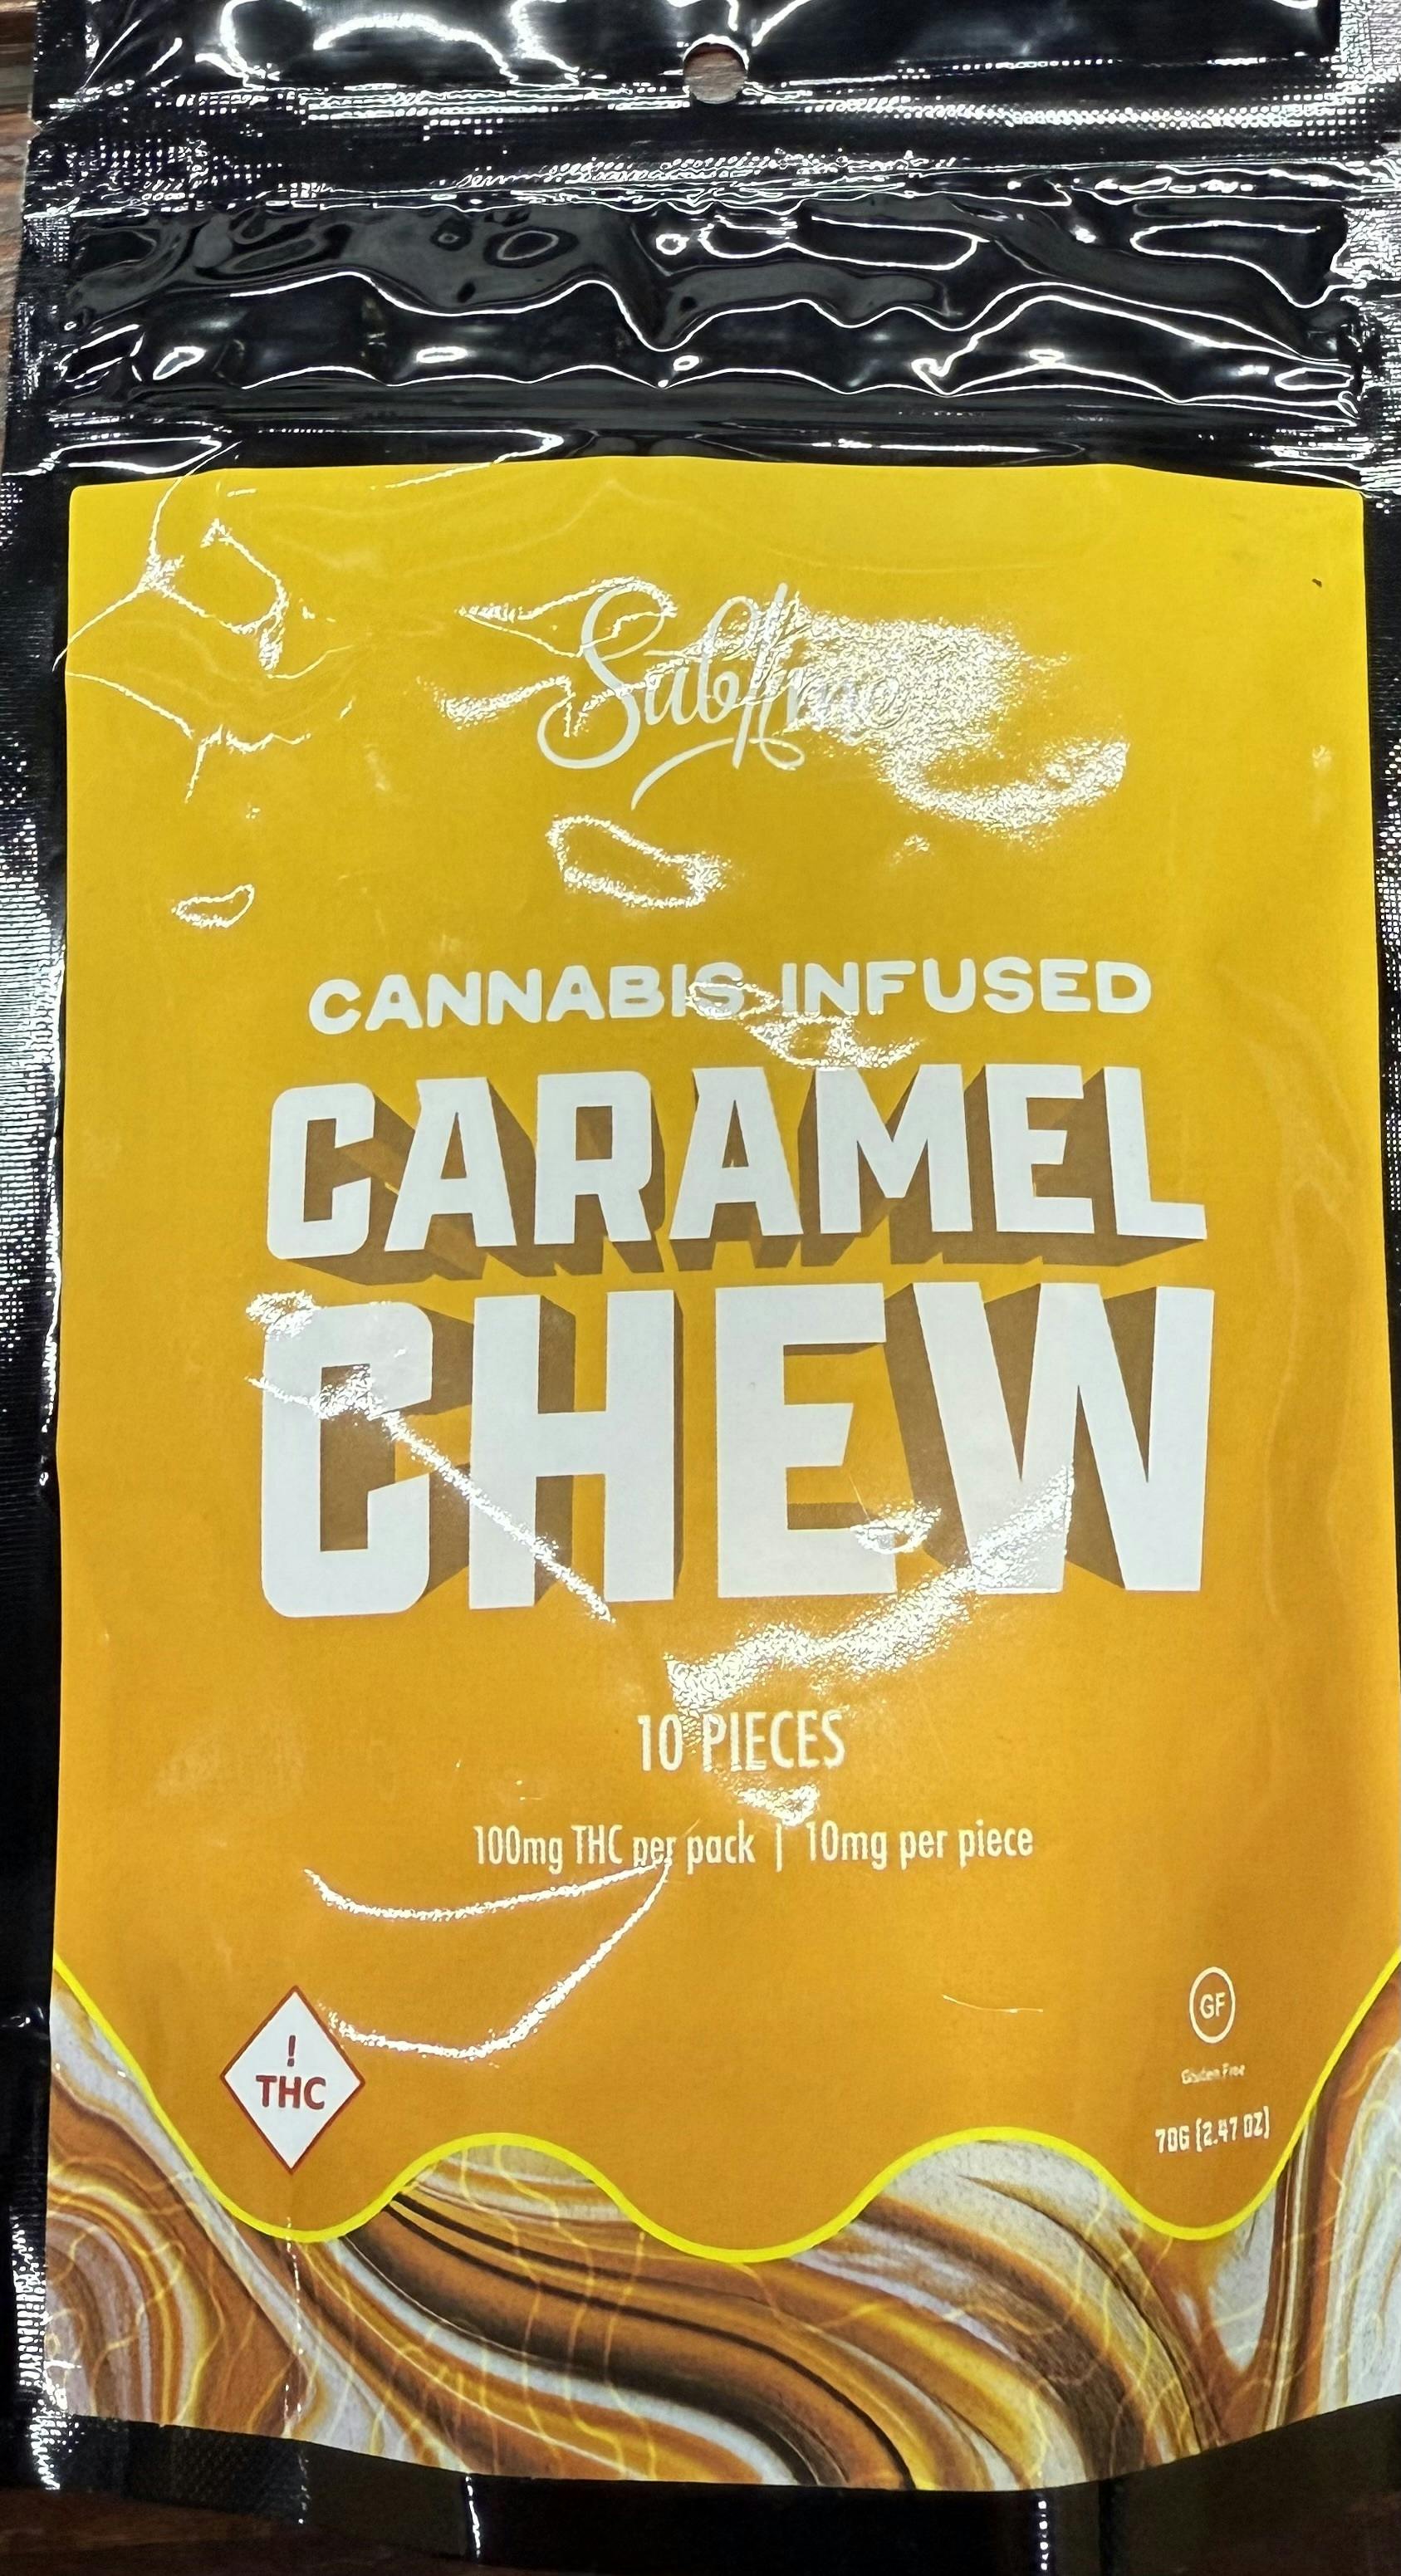 Sublime
CANNABIS INFUSED
CARAMEL
CHEW
10 PIECES
100mg THC per pack | 10mg per piece
!
THC
GF
Gluten Free
70G [2.47 OZ]